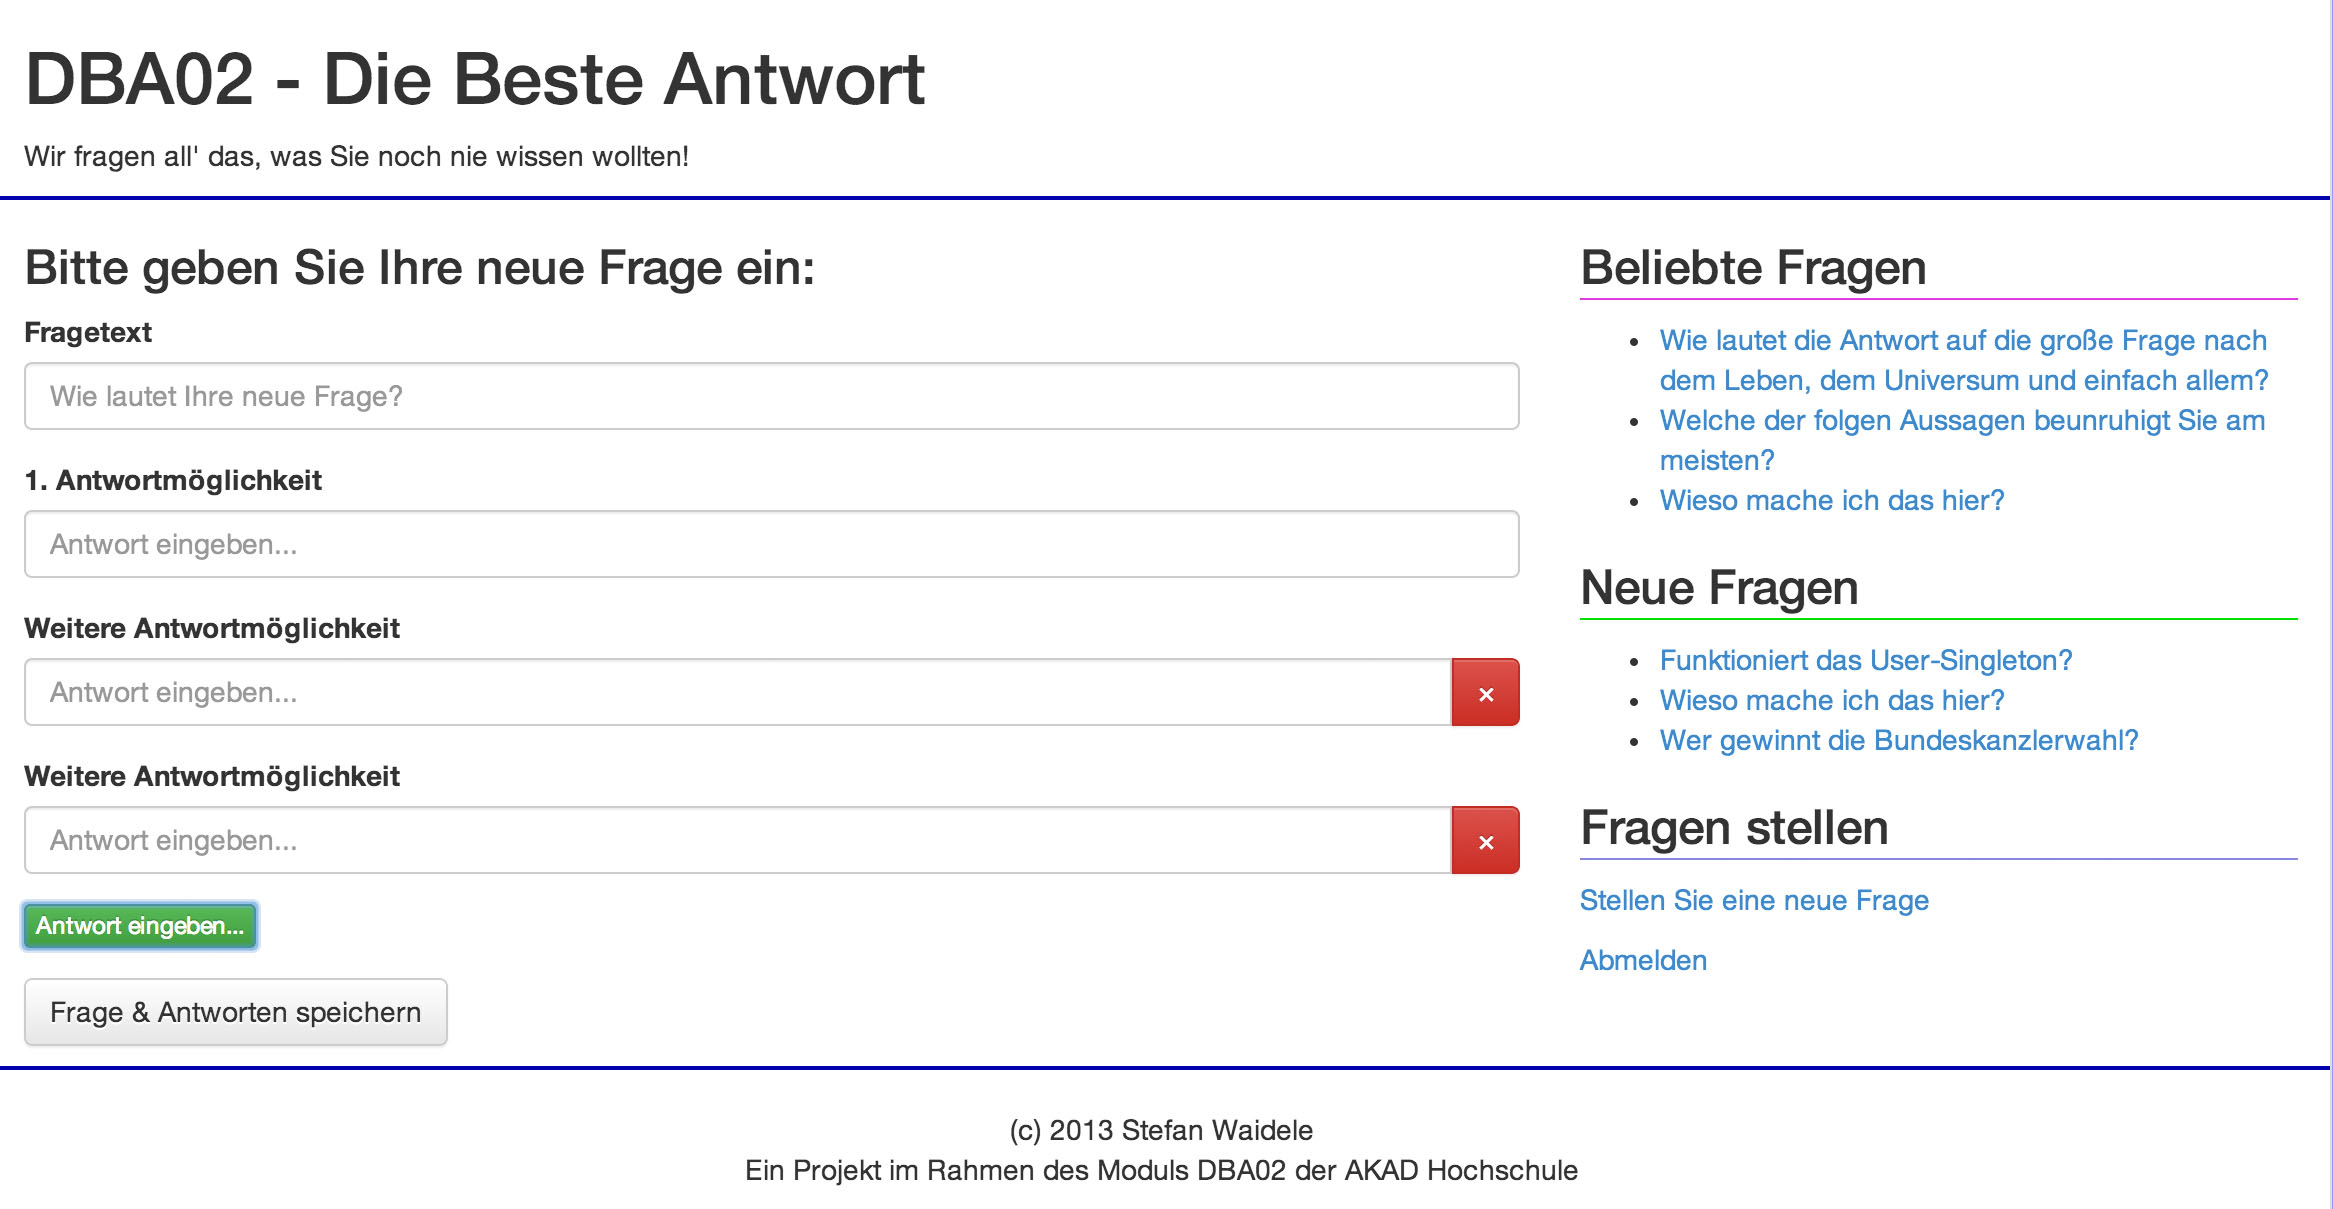 DBA02 - Die Beste Antwort
Wir fragen all' das, was Sie noch nie wissen wollten!
Bitte geben Sie Ihre neue Frage ein:
Fragetext
Wie lautet Ihre neue Frage?
1. Antwortmöglichkeit
Antwort eingeben...
Weitere Antwortmöglichkeit
Antwort eingeben...
×
Weitere Antwortmöglichkeit
Antwort eingeben...
×
Antwort eingeben...
Frage & Antworten speichern
Beliebte Fragen
• Wie lautet die Antwort auf die große Frage nach
dem Leben, dem Universum und einfach allem?
• Welche der folgen Aussagen beunruhigt Sie am
meisten?
• Wieso mache ich das hier?
Neue Fragen
• Funktioniert das User-Singleton?
• Wieso mache ich das hier?
• Wer gewinnt die Bundeskanzlerwahl?
Fragen stellen
Stellen Sie eine neue Frage
Abmelden
(c) 2013 Stefan Waidele
Ein Projekt im Rahmen des Moduls DBA02 der AKAD Hochschule